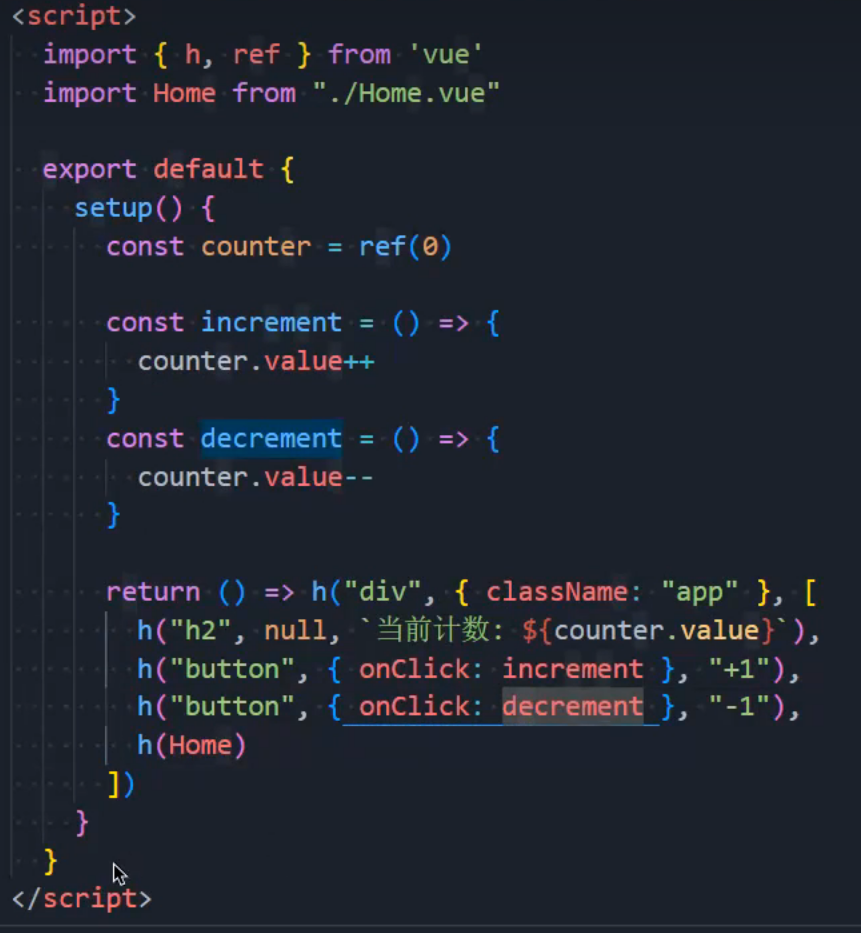 <script>
import { h, ref } from 'vue'
import Home from "./Home.vue"
export default {
setup() {
const counter = ref(0)
const increment = () => {
counter.value++
}
const decrement = () => {
counter.value--
}
return () => h("div", { className: "app" }, [
h("h2", null, `当前计数: ${counter.value}`),
h("button", { onClick: increment }, "+1"),
h("button", { onClick: decrement }, "-1"),
h(Home)
])
}
}
</script>